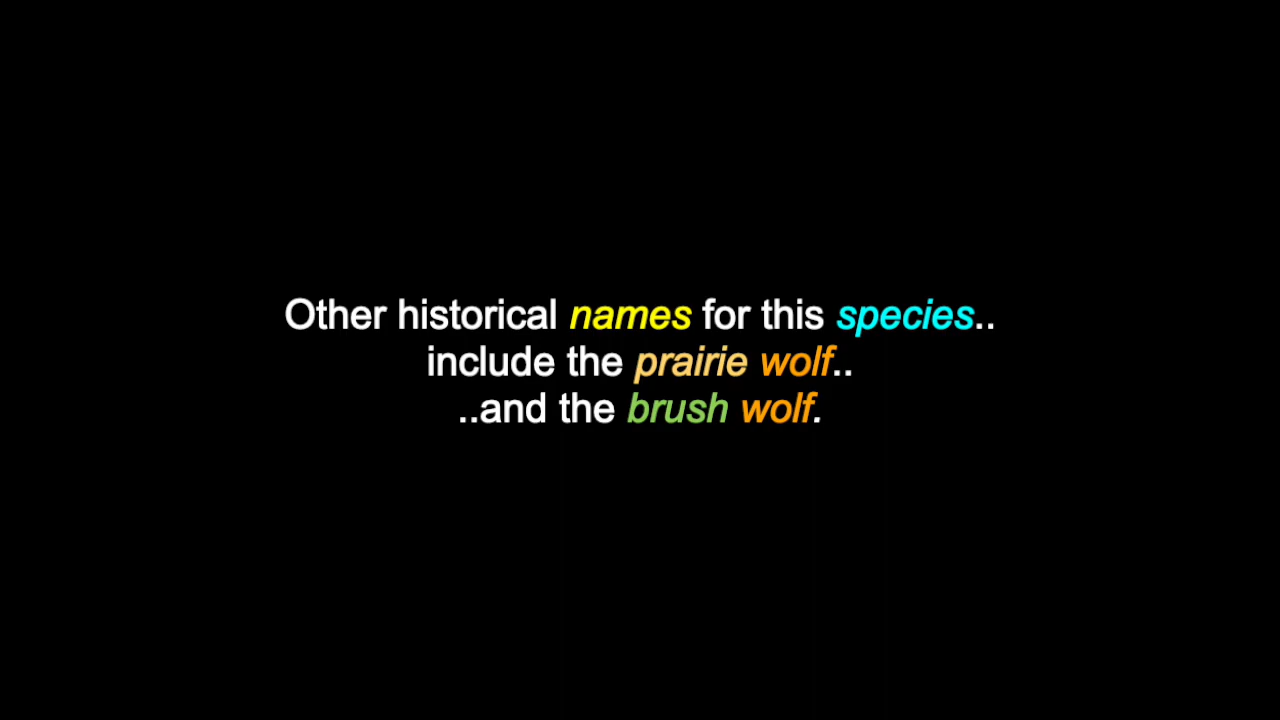 Other historical names for this species..
include the prairie wolf..
..and the brush wolf.